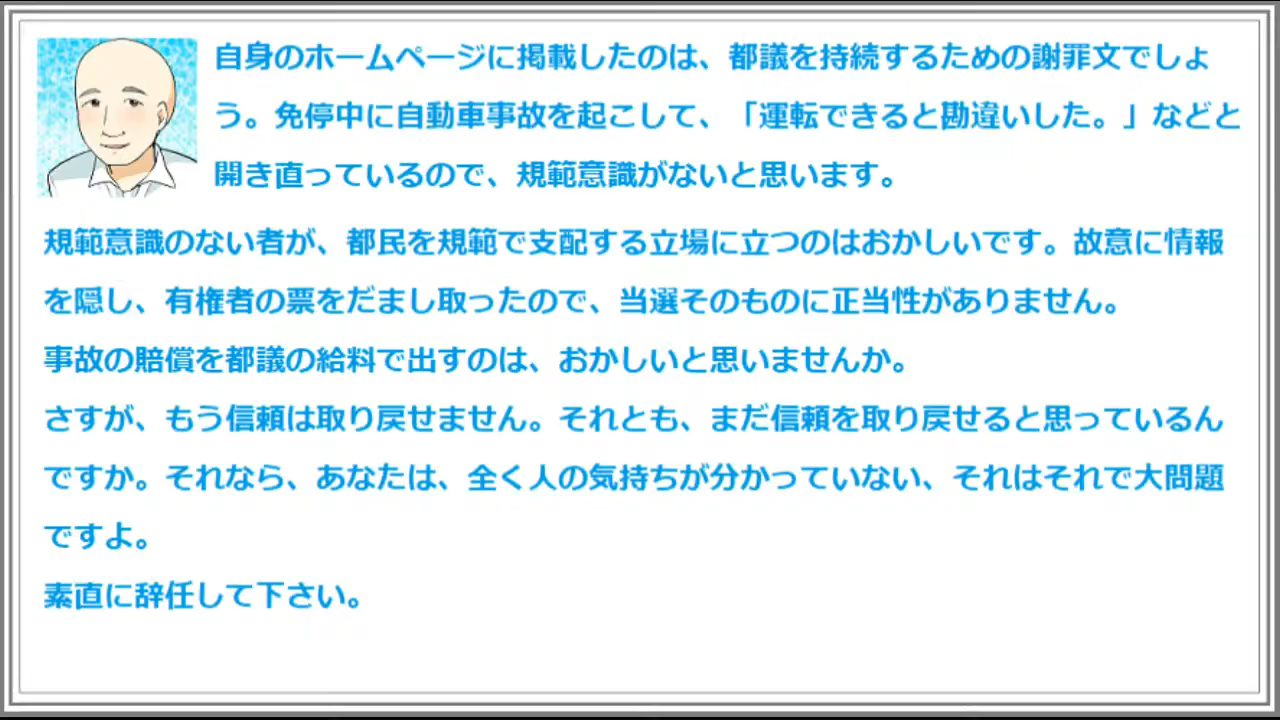 自身のホームページに掲載したのは、都議を持続するための謝罪文でしょ
う。免停中に自動車事故を起こして、「運転できると勘違いした。」などと
開き直っているので、規範意識がないと思います。
規範意識のない者が、都民を規範で支配する立場に立つのはおかしいです。故意に情報
を隠し、有権者の票をだまし取ったので、当選そのものに正当性がありません。
事故の賠償を都議の給料で出すのは、おかしいと思いませんか。
さすが、もう信頼は取り戻せません。それとも、まだ信頼を取り戻せると思っているん
ですか。それなら、あなたは、全く人の気持ちが分かっていない、それはそれで大問題
ですよ。
素直に辞任して下さい。